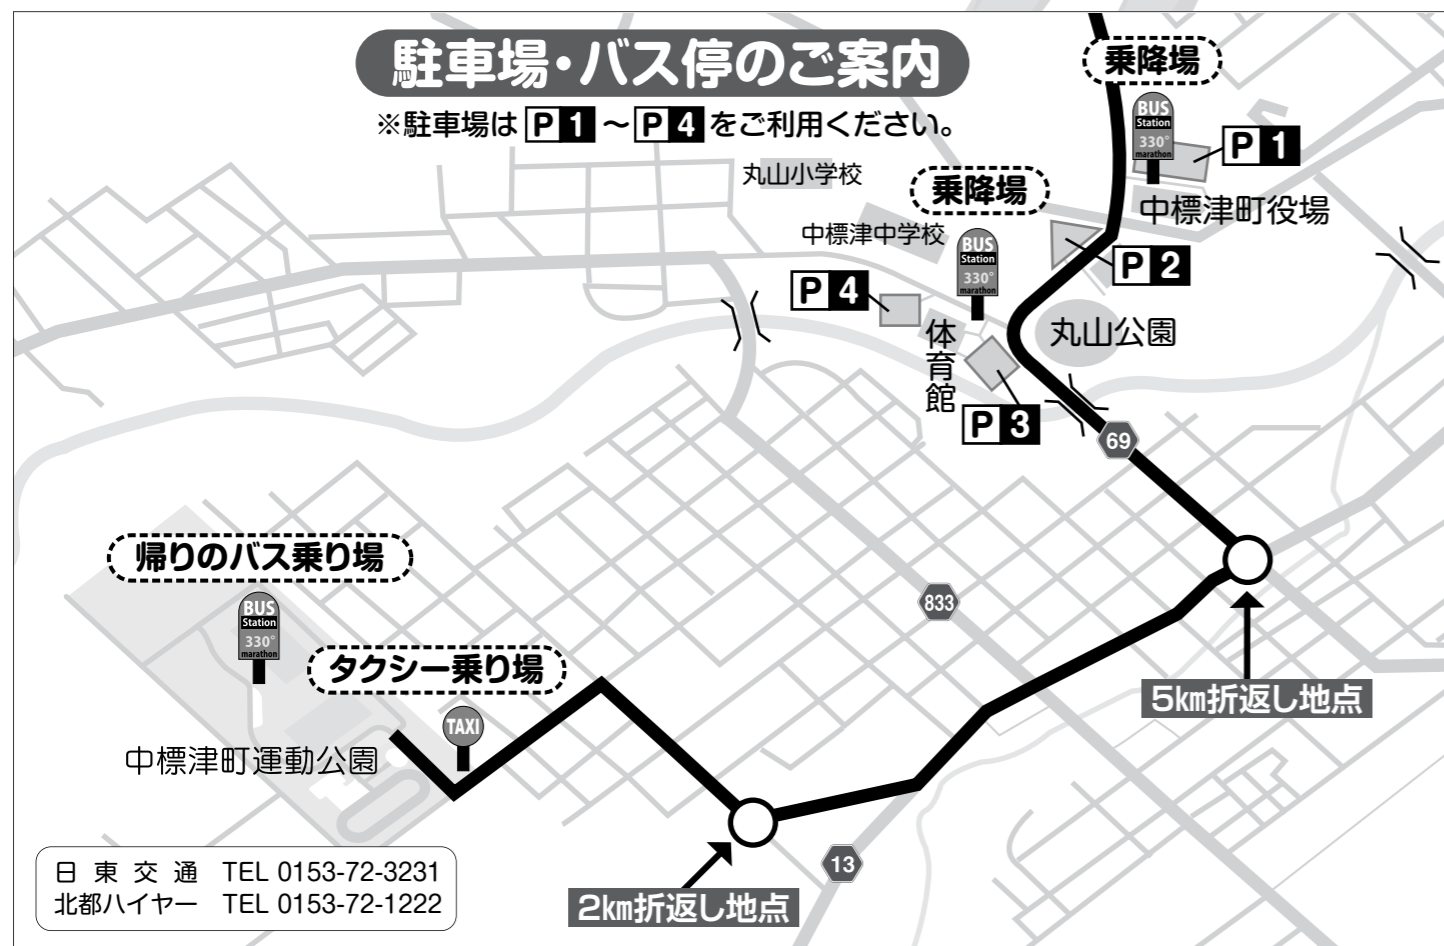 駐車場・バス停のご案内
※駐車場は P 1 ～ P 4 をご利用ください。
乗降場
BUS
Station
330°
marathon
P 1
中標津町役場
丸山小学校
乗降場
中標津中学校
BUS
Station
330°
marathon
P 2
P 4
体育館
丸山公園
P 3
69
帰りのバス乗り場
BUS
Station
330°
marathon
タクシー乗り場
TAXI
833
5㎞折返し地点
中標津町運動公園
13
2㎞折返し地点
日東交通 TEL 0153-72-3231
北都ハイヤー TEL 0153-72-1222